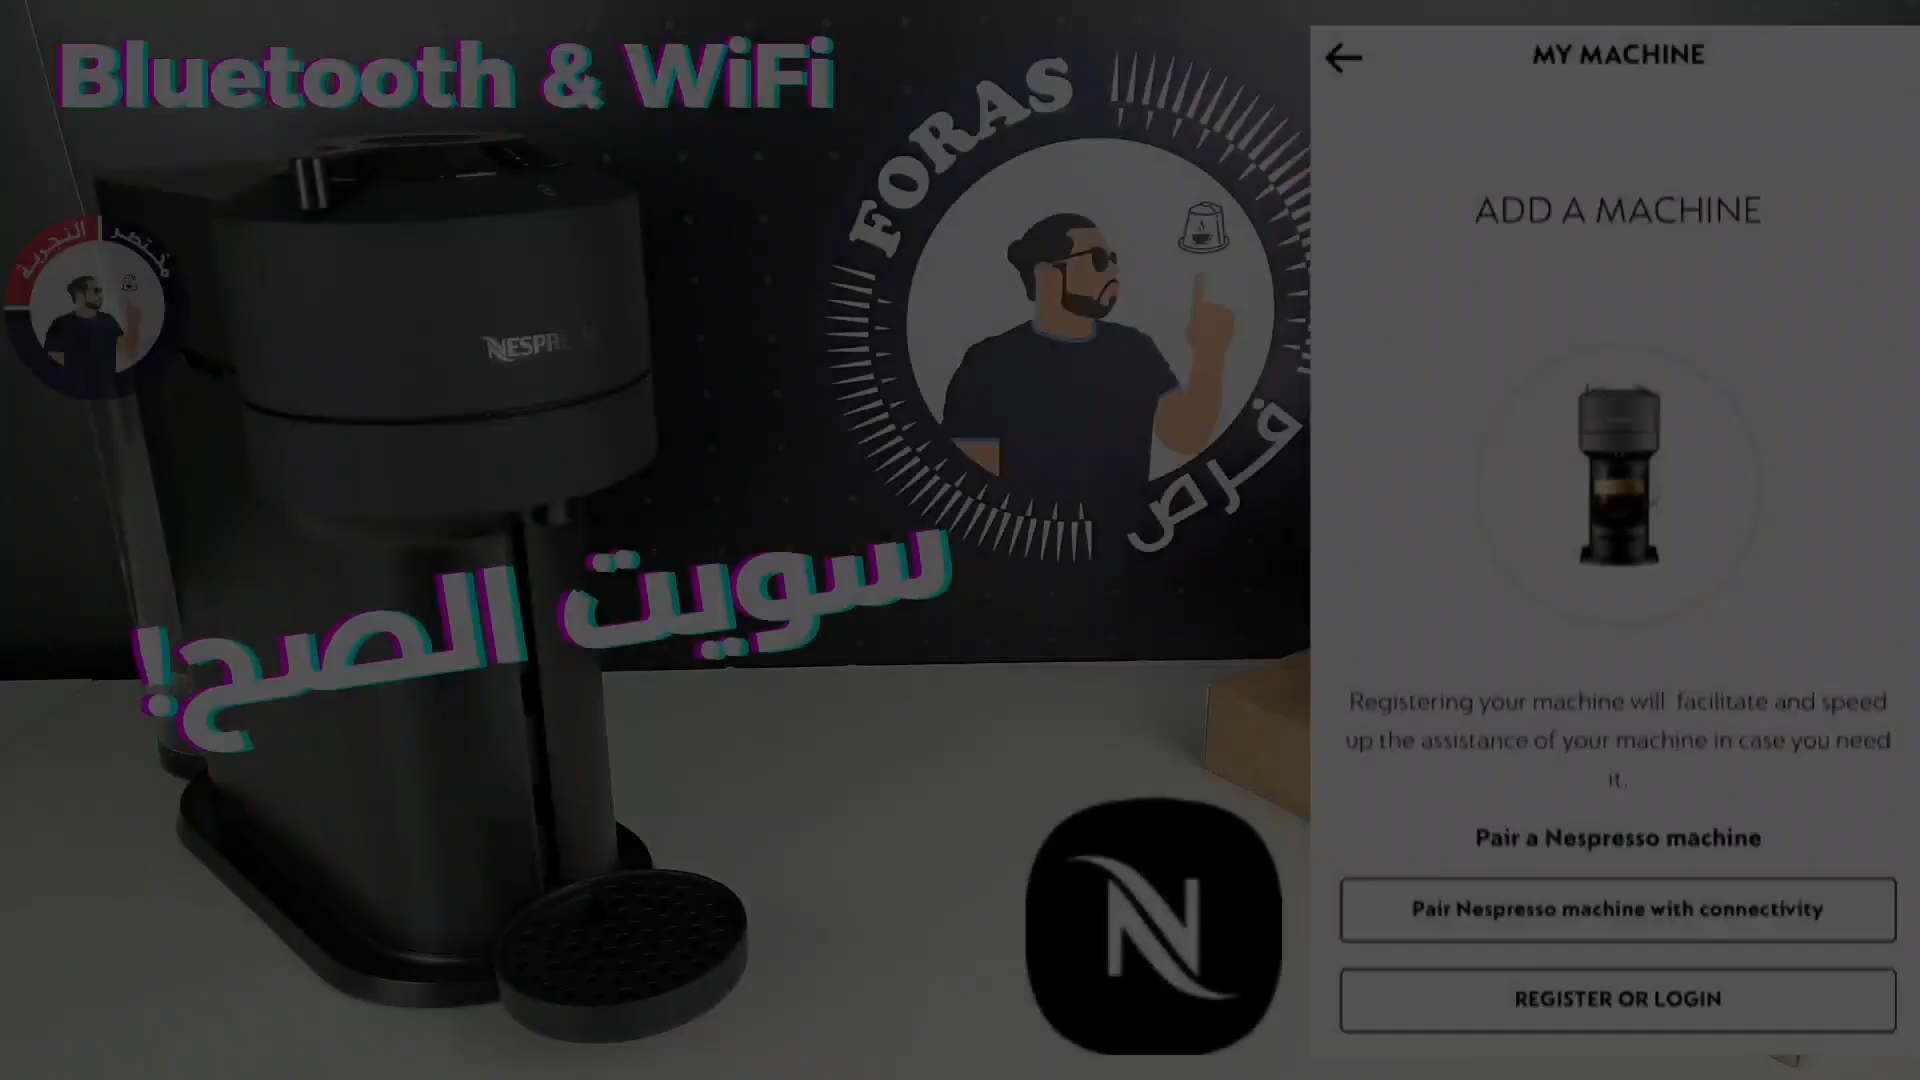 Bluetooth & WiFi
FORAS
فرص
منتصر التجربة
سويت الصح!
MY MACHINE
ADD A MACHINE
Registering your machine will facilitate and speed
up the assistance of your machine in case you need
it.
Pair a Nespresso machine
Pair Nespresso machine with connectivity
REGISTER OR LOGIN